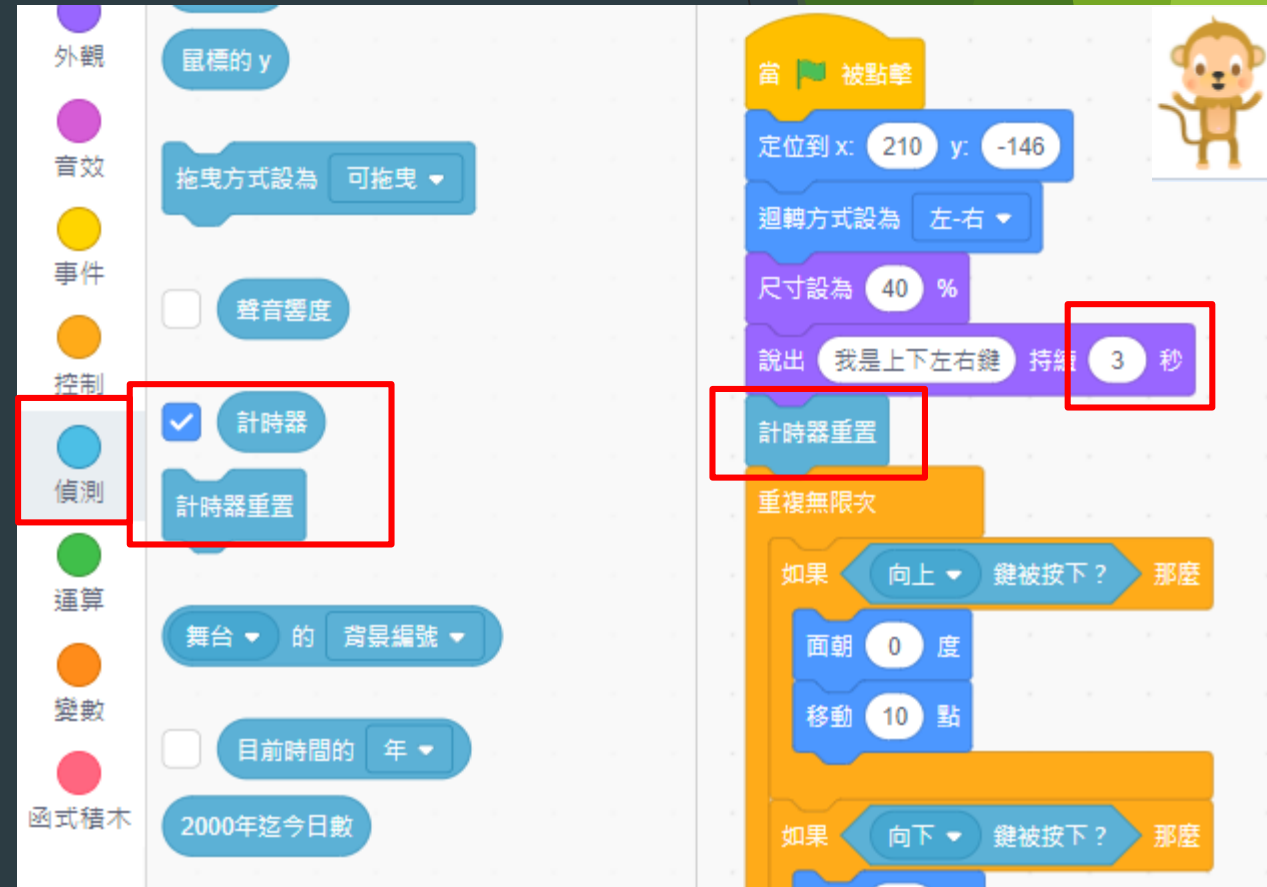 外觀
音效
事件
控制
偵測
運算
變數
函式積木
鼠標的 y
拖曳方式設為 可拖曳
聲音響度
計時器
計時器重置
舞台 的 背景編號
目前時間的 年
2000年迄今日數
當 被點擊
定位到 x: 210 y: -146
迴轉方式設為 左-右
尺寸設為 40 %
說出 我是上下左右鍵 持續 3 秒
計時器重置
重複無限次
如果 向上 鍵被按下？ 那麼
面朝 0 度
移動 10 點
如果 向下 鍵被按下？ 那麼